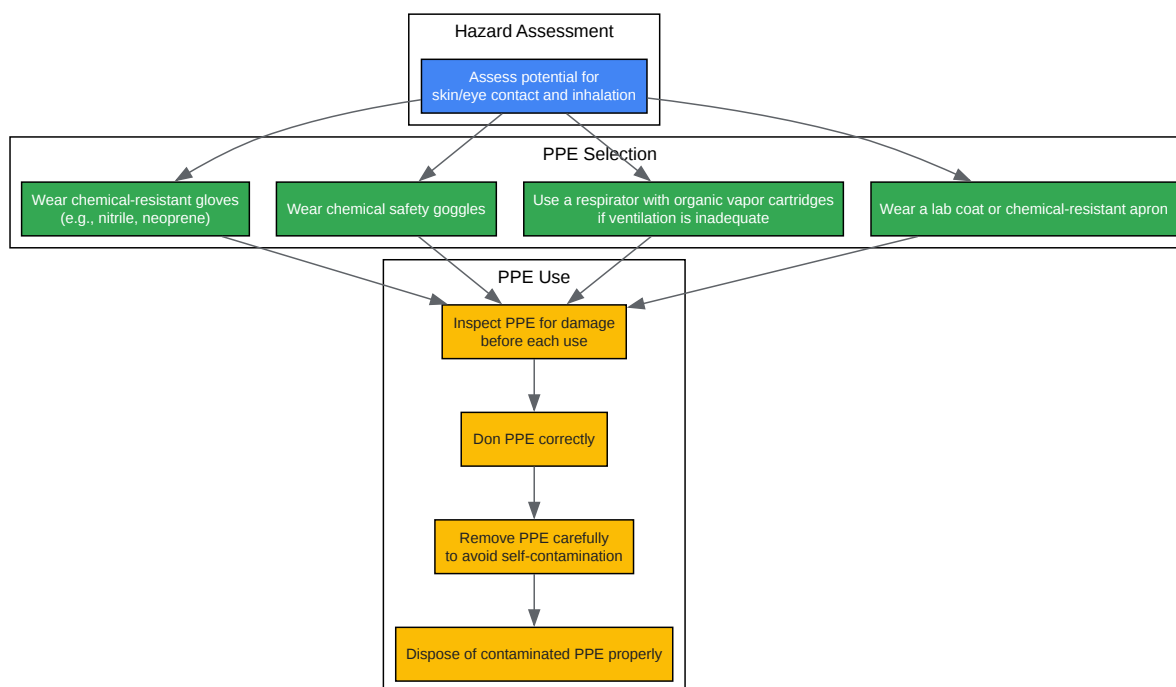 Hazard Assessment
Assess potential for
skin/eye contact and inhalation
PPE Selection
Wear chemical-resistant gloves
(e.g., nitrile, neoprene)
Wear chemical safety goggles
Use a respirator with organic vapor cartridges
if ventilation is inadequate
Wear a lab coat or chemical-resistant apron
PPE Use
Inspect PPE for damage
before each use
Don PPE correctly
Remove PPE carefully
to avoid self-contamination
Dispose of contaminated PPE properly